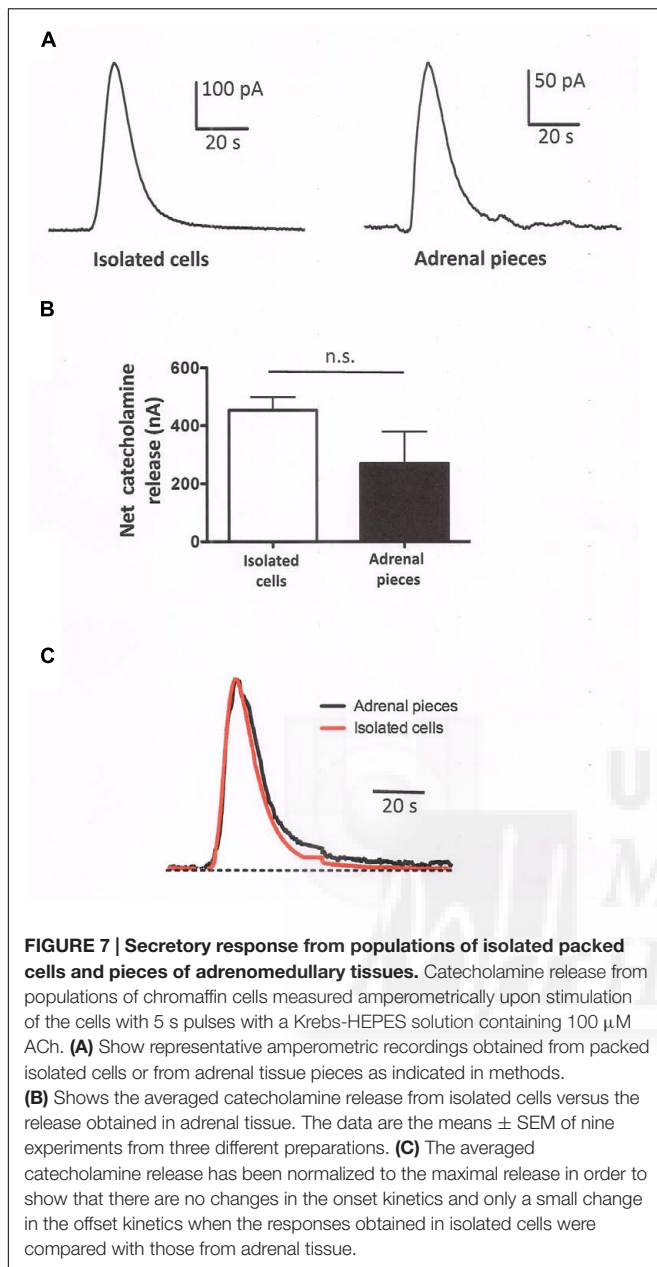 A
100 pA
20 s
Isolated cells
50 pA
20 s
Adrenal pieces
B
Net catecholamine
release (nA)
600
400
200
0
n.s.
Isolated
cells
Adrenal
pieces
C
Adrenal pieces
Isolated cells
20 s
FIGURE 7 | Secretory response from populations of isolated packed
cells and pieces of adrenomedullary tissues. Catecholamine release from
populations of chromaffin cells measured amperometrically upon stimulation
of the cells with 5 s pulses with a Krebs-HEPES solution containing 100 μM
ACh. (A) Show representative amperometric recordings obtained from packed
isolated cells or from adrenal tissue pieces as indicated in methods.
(B) Shows the averaged catecholamine release from isolated cells versus the
release obtained in adrenal tissue. The data are the means ± SEM of nine
experiments from three different preparations. (C) The averaged
catecholamine release has been normalized to the maximal release in order to
show that there are no changes in the onset kinetics and only a small change
in the offset kinetics when the responses obtained in isolated cells were
compared with those from adrenal tissue.